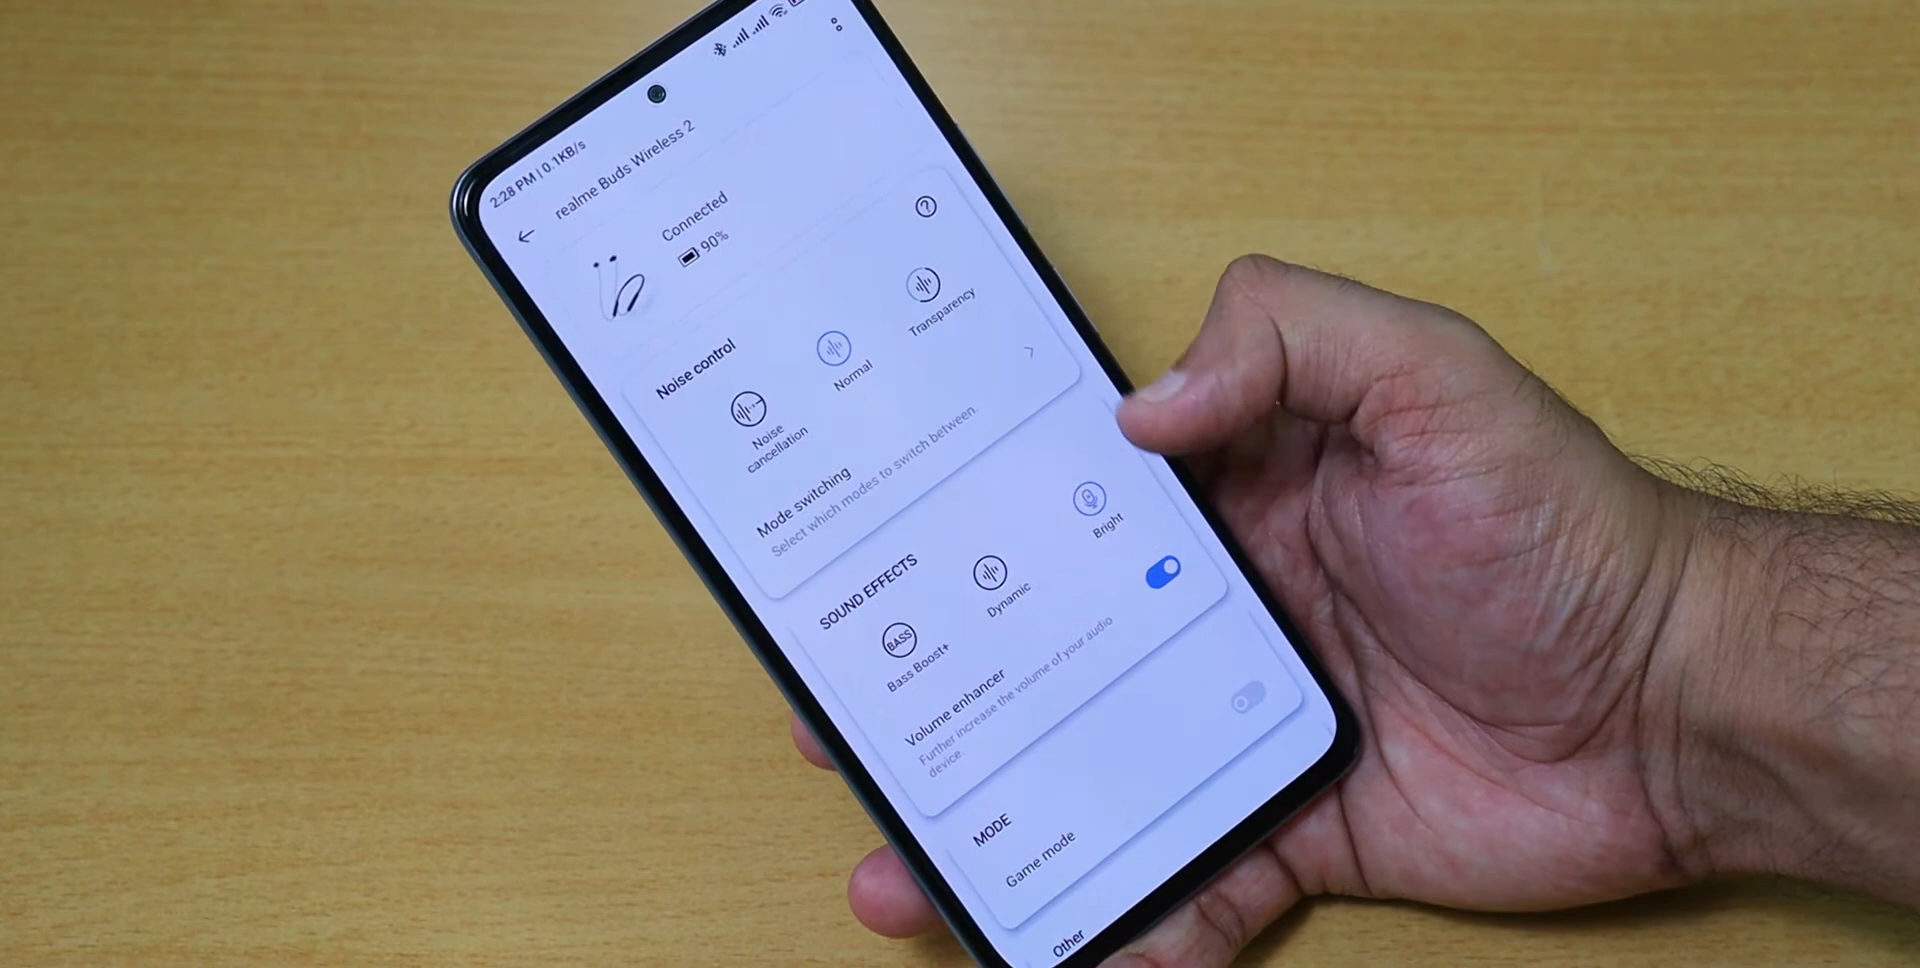 2:28 PM | 0.1KB/s
realme Buds Wireless 2
Connected
90%
Noise control
Noise
cancellation
Normal
Transparency
Mode switching
Select which modes to switch between.
SOUND EFFECTS
BASS
Bass Boost+
Dynamic
Bright
Volume enhancer
Further increase the volume of your audio
device.
MODE
Game mode
Other